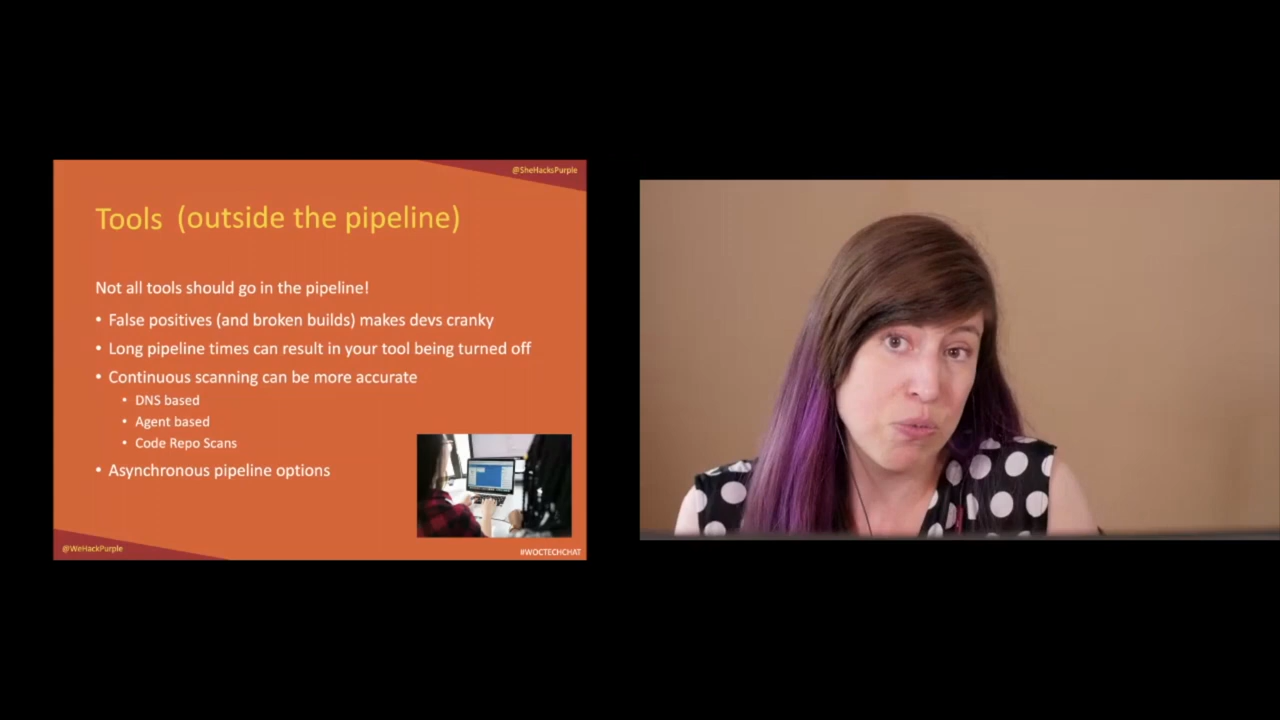 @SheHacksPurple
Tools (outside the pipeline)
Not all tools should go in the pipeline!
• False positives (and broken builds) makes devs cranky
• Long pipeline times can result in your tool being turned off
• Continuous scanning can be more accurate
• DNS based
• Agent based
• Code Repo Scans
• Asynchronous pipeline options
@WeHackPurple
#WOCTECHCHAT